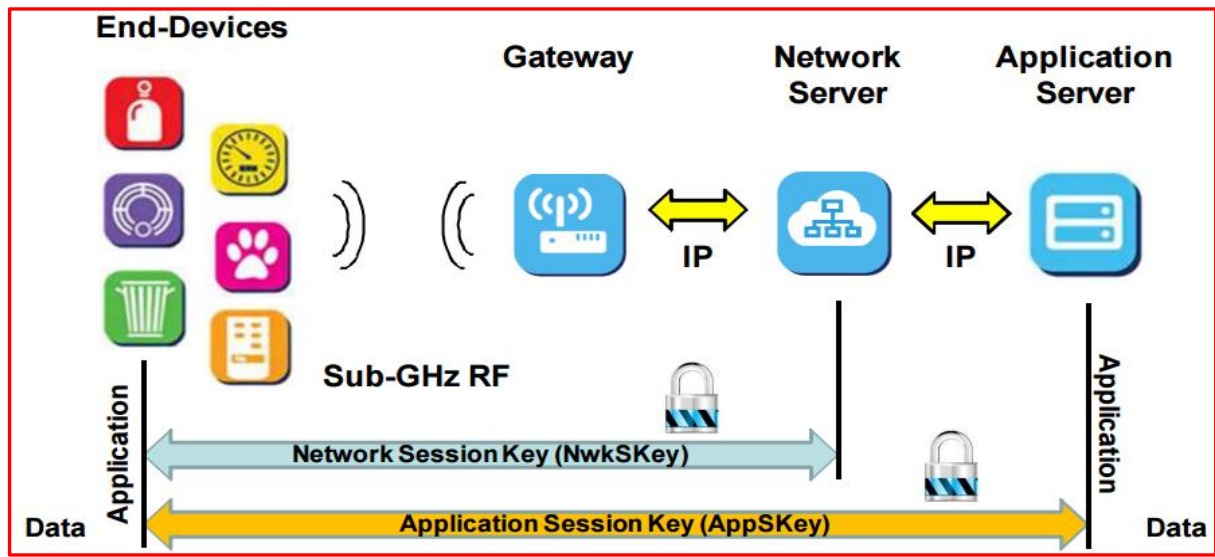 End-Devices
Gateway
Network
Server
Application
Server
IP
IP
Sub-GHz RF
Application
Application
Network Session Key (NwkSKey)
Application Session Key (AppSKey)
Data
Data